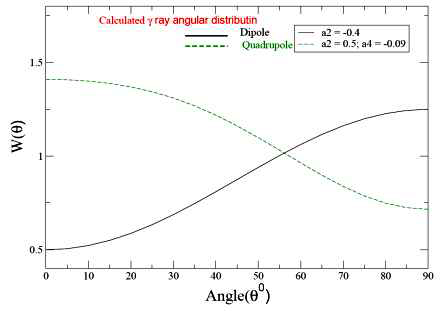 Calculated γ ray angular distributin
Dipole
Quadrupole
a2 = -0.4
a2 = 0.5; a4 = -0.09
1.5
1
0.5
W(θ)
0 10 20 30 40 50 60 70 80 90
Angle(θ⁰)